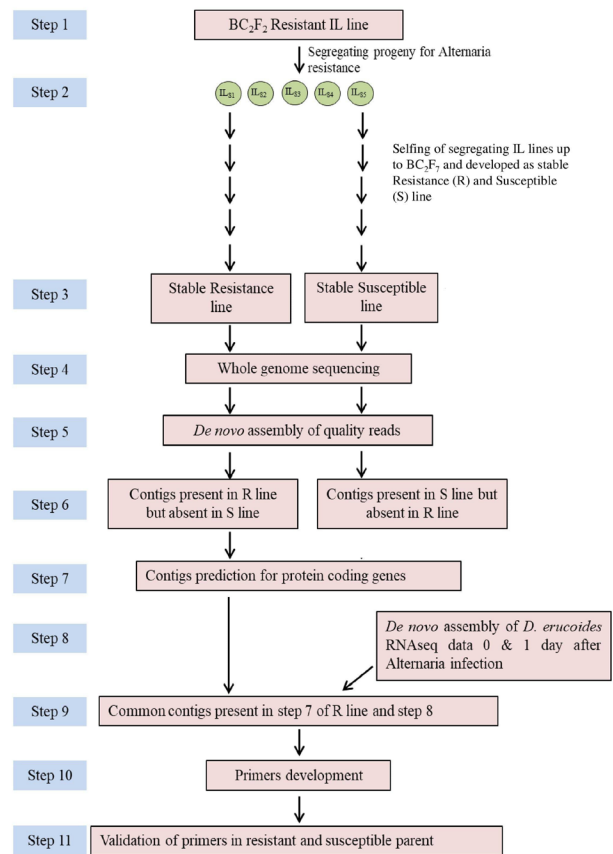 Step 1
BC2F2 Resistant IL line
Segregating progeny for Alternaria
resistance
Step 2
ILS1 ILS2 ILS3 ILS4 ILS5
Selfing of segregating IL lines up
to BC2F7 and developed as stable
Resistance (R) and Susceptible
(S) line
Step 3
Stable Resistance
line
Stable Susceptible
line
Step 4
Whole genome sequencing
Step 5
De novo assembly of quality reads
Step 6
Contigs present in R line
but absent in S line
Contigs present in S line but
absent in R line
Step 7
Contigs prediction for protein coding genes
Step 8
De novo assembly of D. erucoides
RNAseq data 0 & 1 day after
Alternaria infection
Step 9
Common contigs present in step 7 of R line and step 8
Step 10
Primers development
Step 11
Validation of primers in resistant and susceptible parent